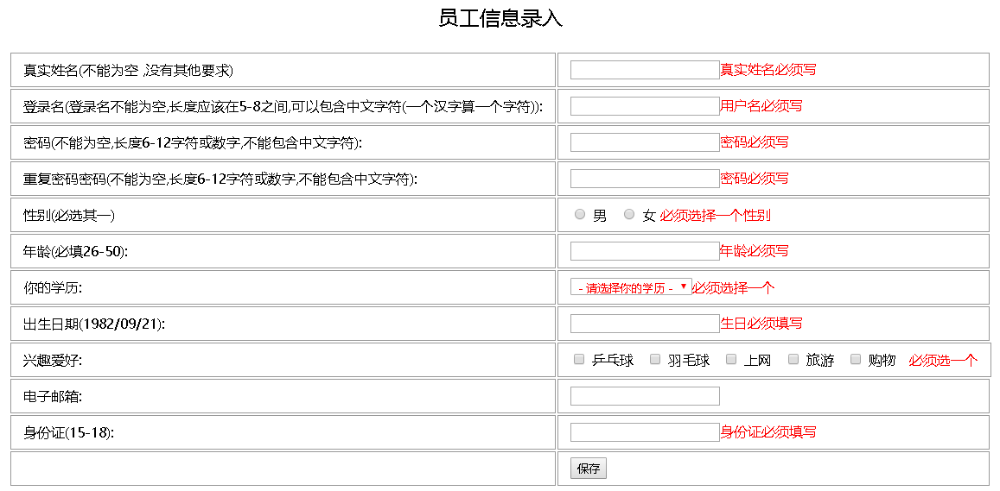 员工信息录入
真实姓名(不能为空 ,没有其他要求) 真实姓名必须写
登录名(登录名不能为空,长度应该在5-8之间,可以包含中文字符(一个汉字算一个字符)): 用户名必须写
密码(不能为空,长度6-12字符或数字,不能包含中文字符): 密码必须写
重复密码密码(不能为空,长度6-12字符或数字,不能包含中文字符): 密码必须写
性别(必选其一) 男 女 必须选择一个性别
年龄(必填26-50): 年龄必须写
你的学历: - 请选择你的学历 - 必须选择一个
出生日期(1982/09/21): 生日必须填写
兴趣爱好: 乒乓球 羽毛球 上网 旅游 购物 必须选一个
电子邮箱:
身份证(15-18): 身份证必须填写
保存